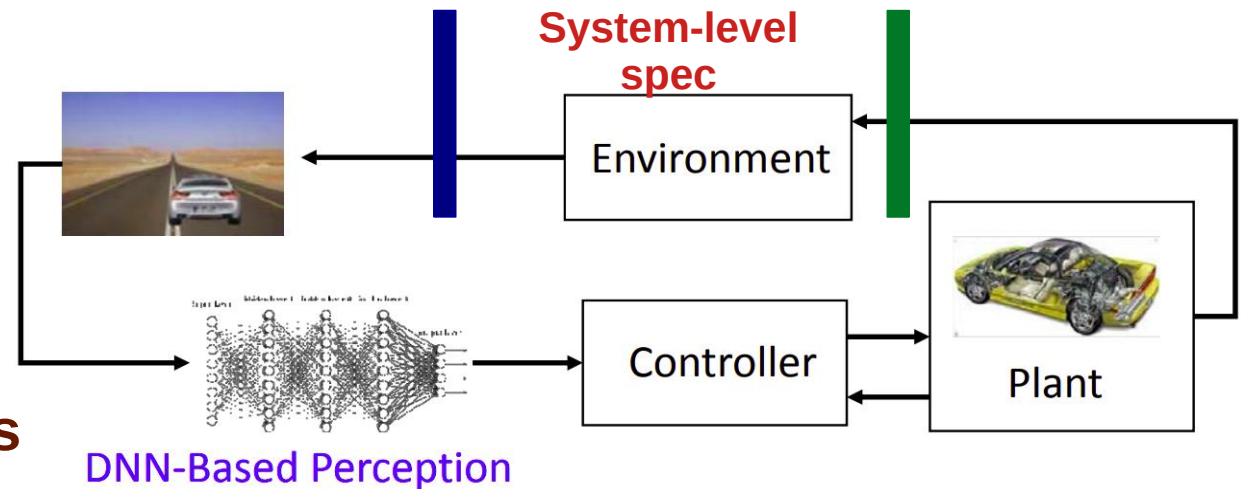 System-level
spec
Environment
Controller
Plant
s
DNN-Based Perception